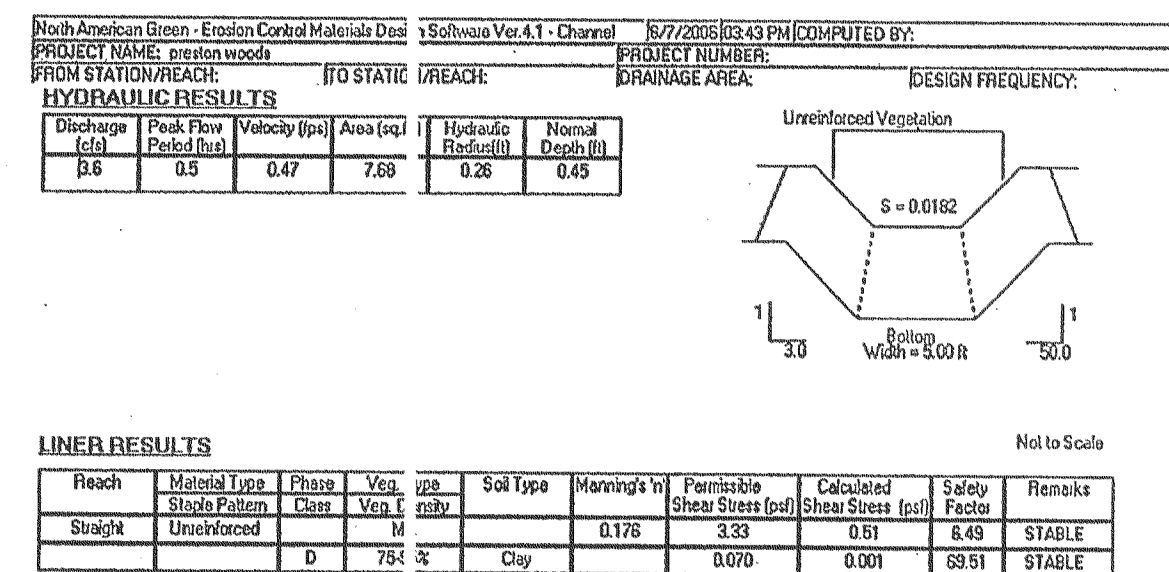 North American Green - Erosion Control Materials Desi n Software Ver.4.1 - Channel 6/7/2006 03:43 PM COMPUTED BY:
PROJECT NAME: preston woods PROJECT NUMBER:
FROM STATION/REACH: TO STATIO /REACH: DRAINAGE AREA: DESIGN FREQUENCY:
HYDRAULIC RESULTS
Discharge (cfs) Peak Flow Period (hrs) Velocity (fps) Area (sq.f ) Hydraulic Radius(ft) Normal Depth (ft)
3.6 0.5 0.47 7.68 0.26 0.45
Unreinforced Vegetation
S = 0.0182
1 3.0
Bottom
Width = 5.00 ft
1 50.0
LINER RESULTS
Not to Scale
Reach Material Type Phase Veg. ype Soil Type Manning's 'n' Permissible Shear Stress (psf) Calculated Shear Stress (psf) Safety Factor Remarks
Staple Pattern Class Veg. D nsity
Straight Unreinforced M 0.176 3.33 0.51 6.49 STABLE
D 75-9 % Clay 0.070 0.001 69.51 STABLE